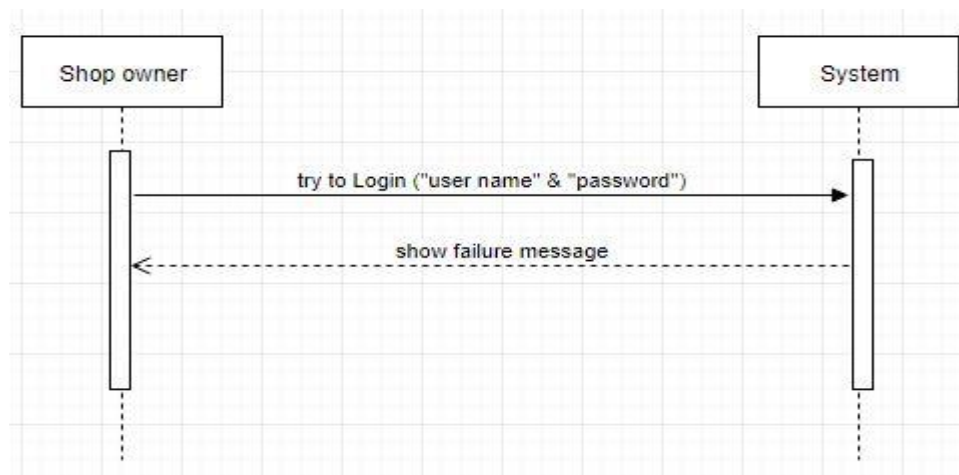 Shop owner
System
try to Login ("user name" & "password")
show failure message